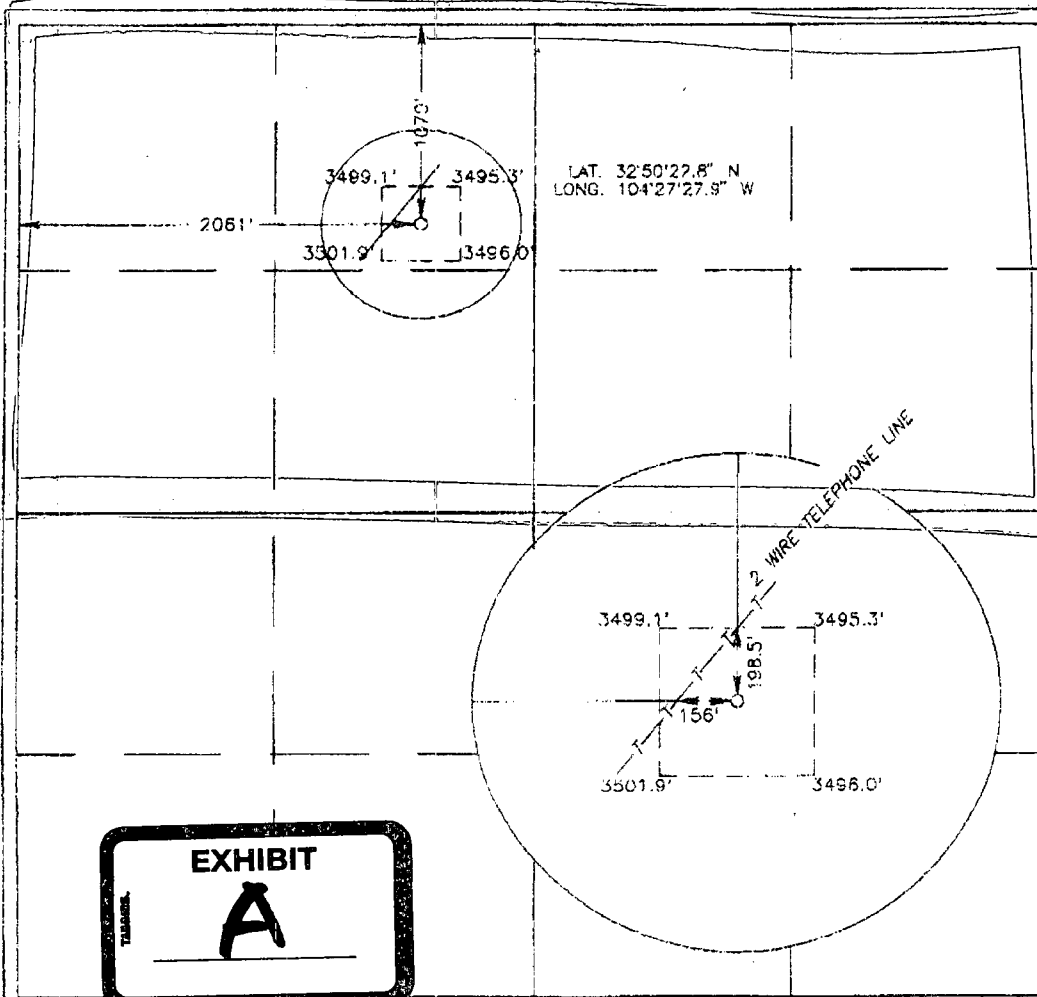 1079'
3499.1' 3495.3'
LAT. 32°50'22.8" N
LONG. 104°27'27.9" W
2061'
3501.9' 3496.0'
2 WIRE TELEPHONE LINE
3499.1' 3495.3'
T
T
198.5'
T
T
156'
T
3501.9' 3496.0'
EXHIBIT
A